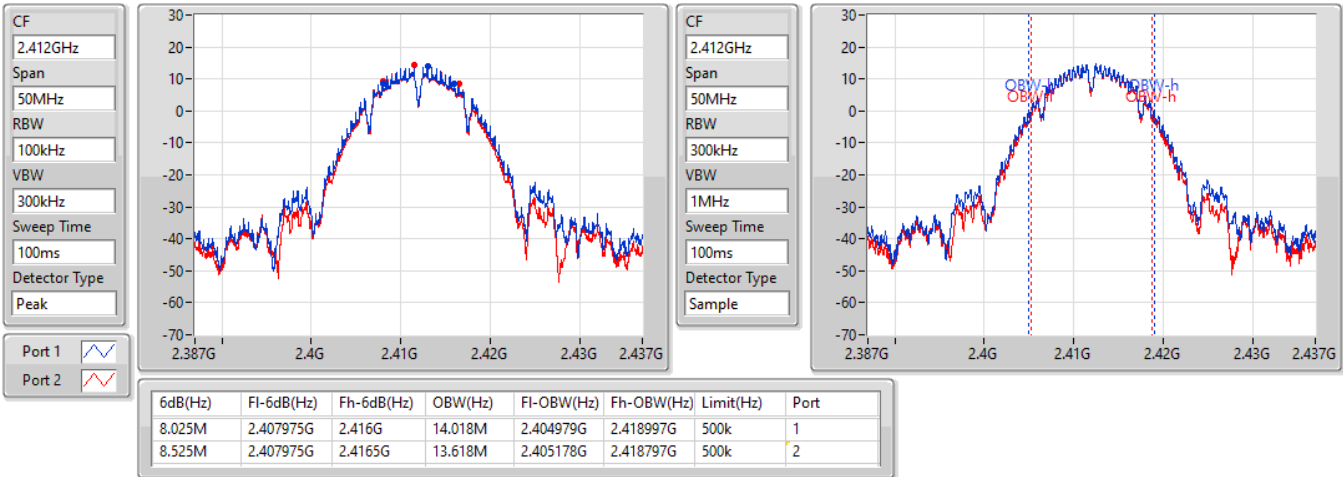 CF
2.412GHz
Span
50MHz
RBW
100kHz
VBW
300kHz
Sweep Time
100ms
Detector Type
Peak
Port 1
Port 2
30
20
10
0
-10
-20
-30
-40
-50
-60
-70
2.387G 2.4G 2.41G 2.42G 2.43G 2.437G
CF
2.412GHz
Span
50MHz
RBW
300kHz
VBW
1MHz
Sweep Time
100ms
Detector Type
Sample
30
20
10
0
-10
-20
-30
-40
-50
-60
-70
OBW-h OBW-h
OBW-h
2.387G 2.4G 2.41G 2.42G 2.43G 2.437G
6dB(Hz) Fl-6dB(Hz) Fh-6dB(Hz) OBW(Hz) Fl-OBW(Hz) Fh-OBW(Hz) Limit(Hz) Port
8.025M 2.407975G 2.416G 14.018M 2.404979G 2.418997G 500k 1
8.525M 2.407975G 2.4165G 13.618M 2.405178G 2.418797G 500k 2